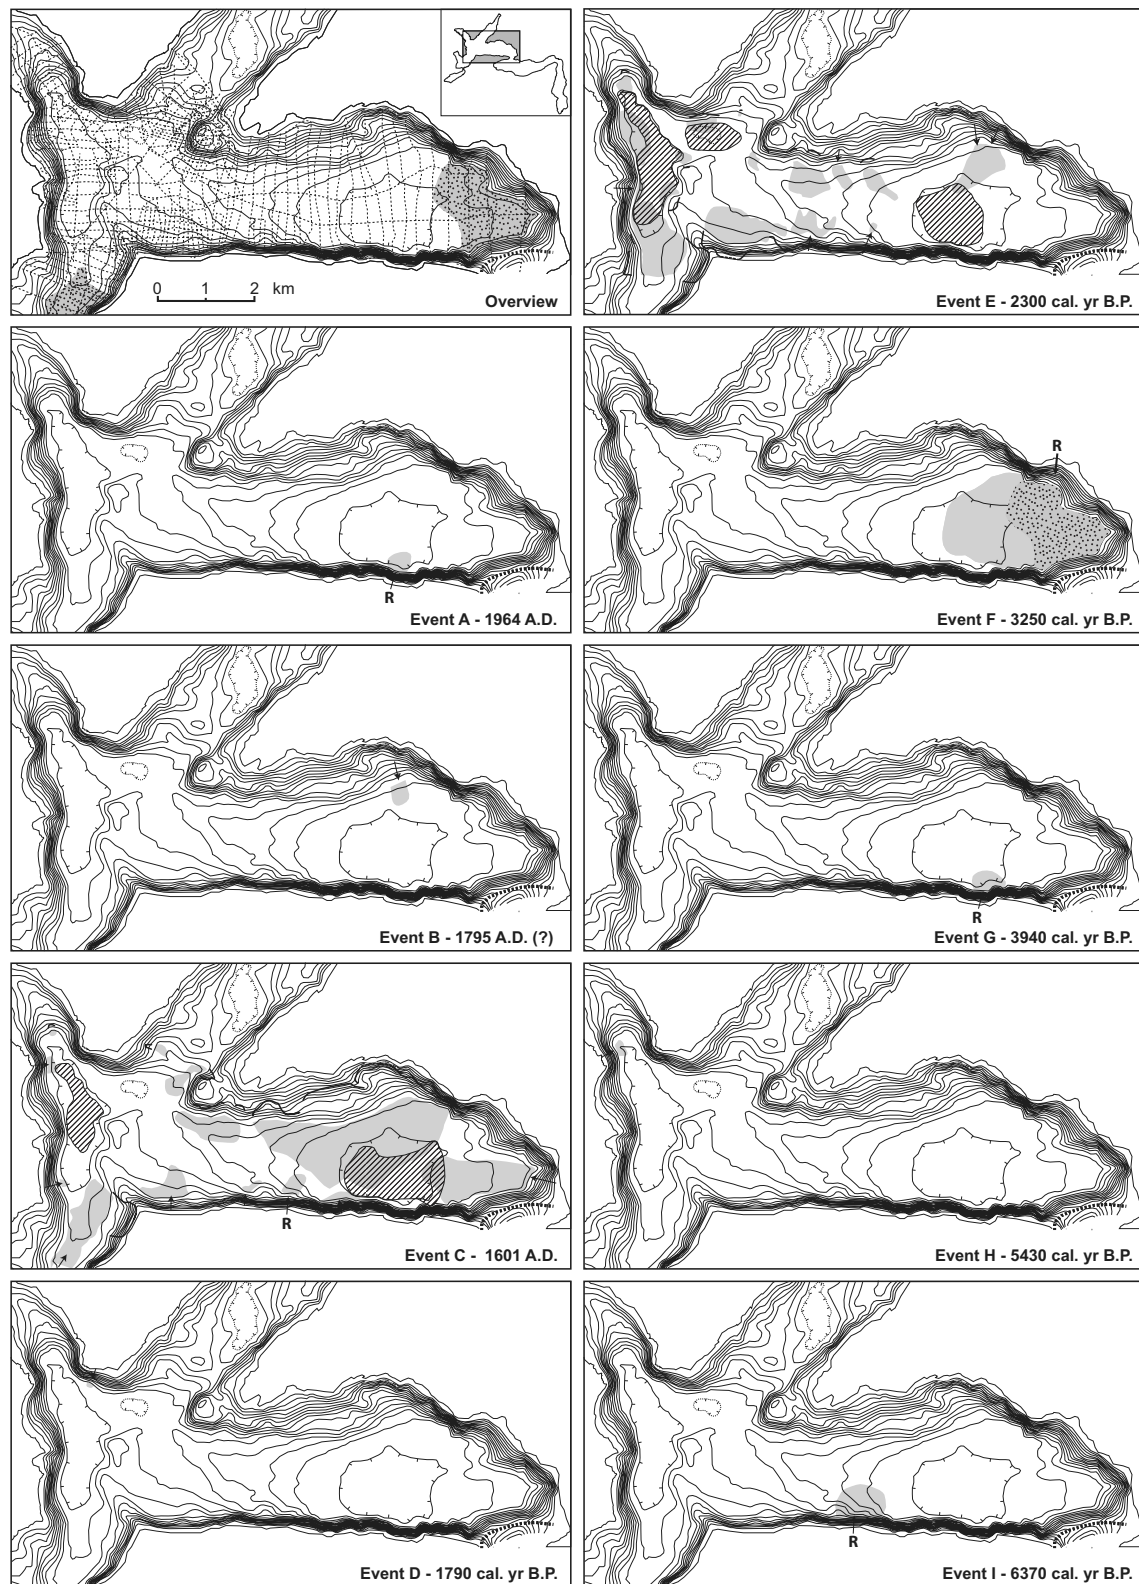 0 1 2 km
Overview
Event E - 2300 cal. yr B.P.
R
Event A - 1964 A.D.
R
Event F - 3250 cal. yr B.P.
Event B - 1795 A.D. (?)
R
Event G - 3940 cal. yr B.P.
R
Event C - 1601 A.D.
Event H - 5430 cal. yr B.P.
Event D - 1790 cal. yr B.P.
R
Event I - 6370 cal. yr B.P.